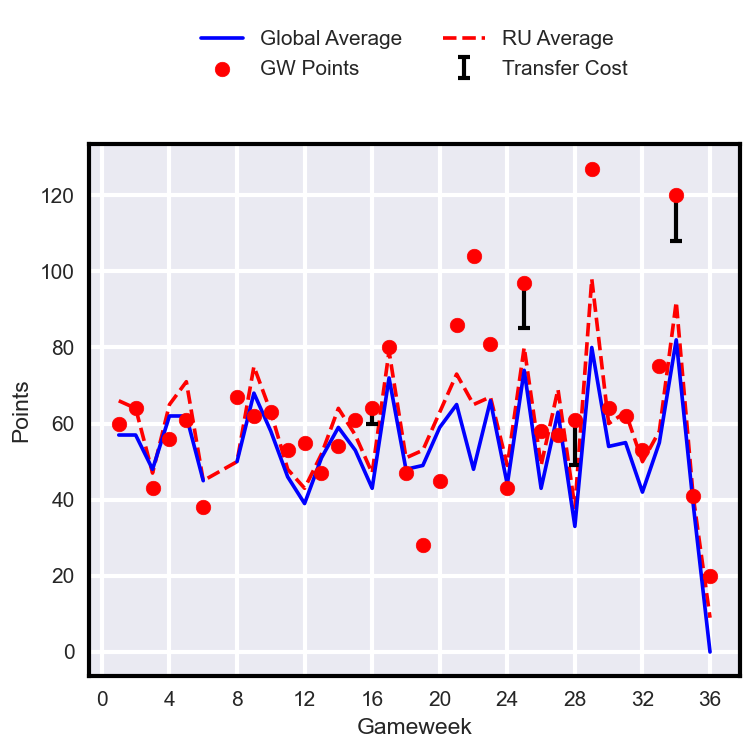 Global Average
RU Average
GW Points
Transfer Cost
120
100
80
60
40
20
0
Points
0 4 8 12 16 20 24 28 32 36
Gameweek